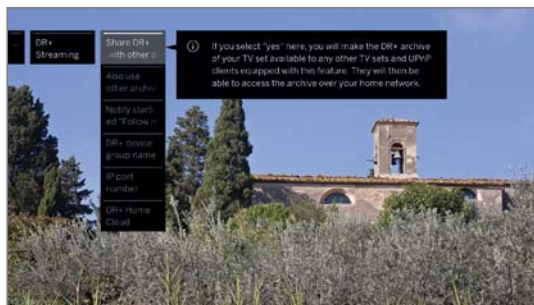 DR+
Streaming
Share DR+
with other
If you select "yes" here, you will make the DR+ archive
of your TV set available to any other TV sets and UPnP
clients equipped with this feature. They will then be
able to access the archive over your home network.
Also use
other archiv
Notify start-
ed "Follow
DR+ device
group name
IP port
number
DR+ Home
Cloud